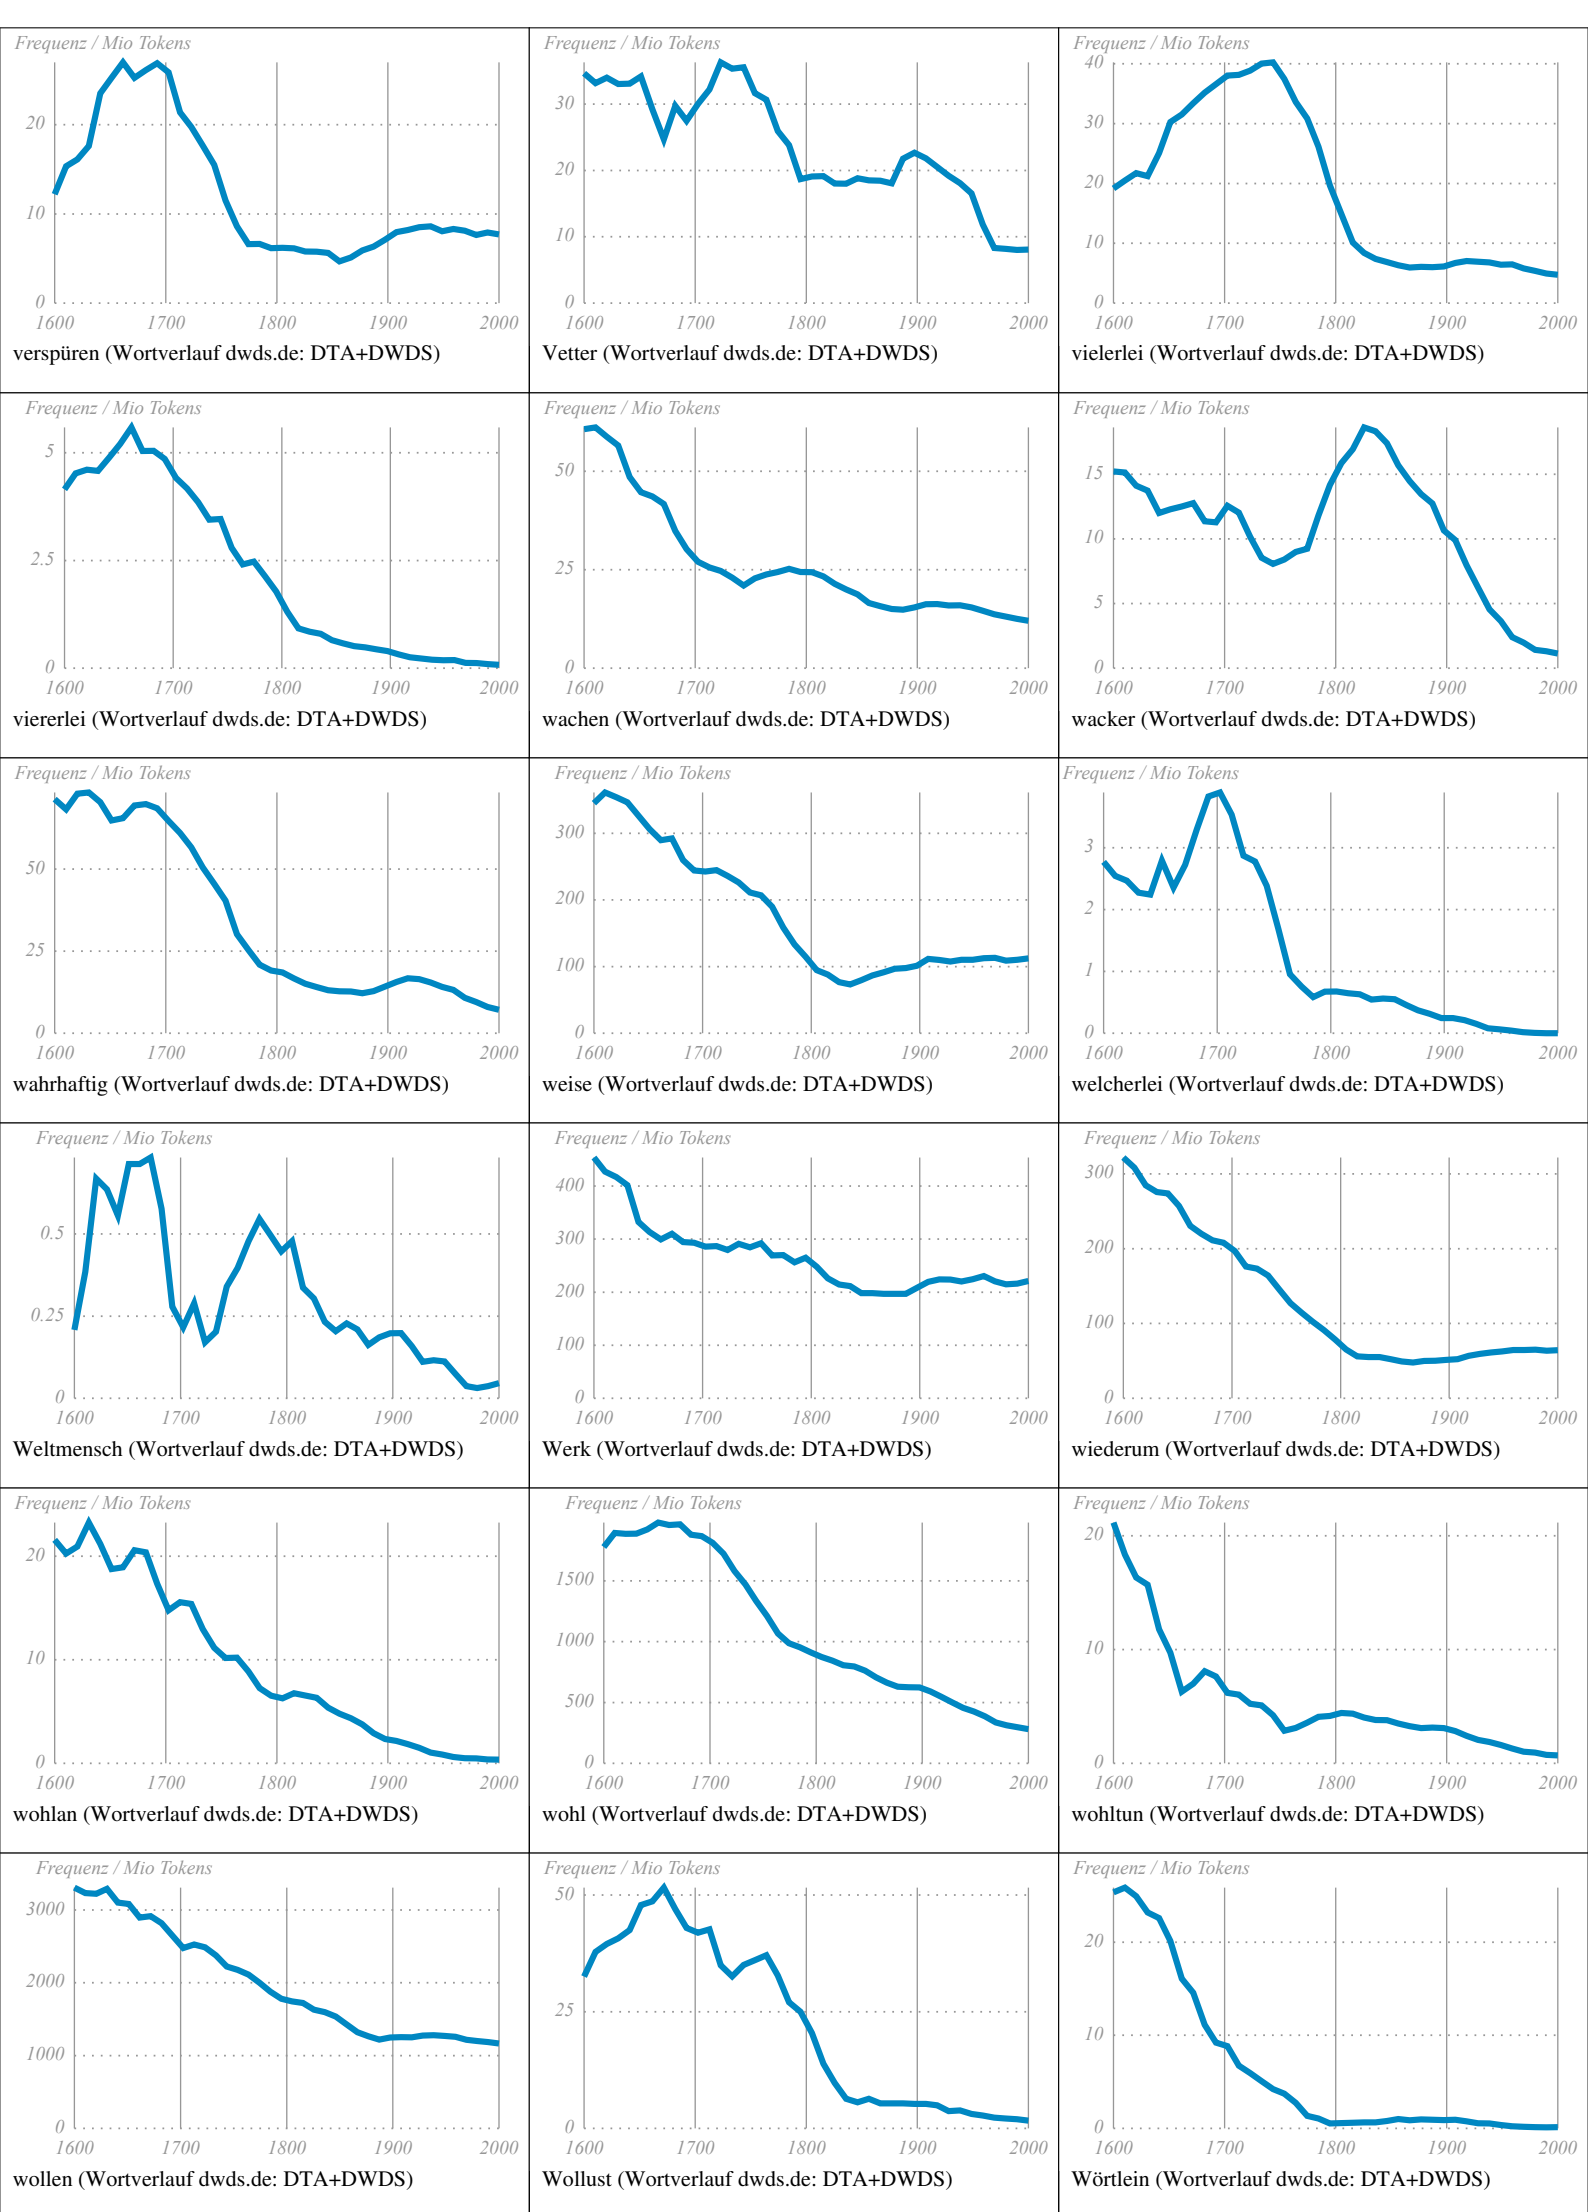 Frequenz / Mio Tokens
20
10
0
1600 1700 1800 1900 2000
verspüren (Wortverlauf dwds.de: DTA+DWDS)
Frequenz / Mio Tokens
30
20
10
0
1600 1700 1800 1900 2000
Vetter (Wortverlauf dwds.de: DTA+DWDS)
Frequenz / Mio Tokens
40
30
20
10
0
1600 1700 1800 1900 2000
vielerlei (Wortverlauf dwds.de: DTA+DWDS)
Frequenz / Mio Tokens
5
2.5
0
1600 1700 1800 1900 2000
viererlei (Wortverlauf dwds.de: DTA+DWDS)
Frequenz / Mio Tokens
50
25
0
1600 1700 1800 1900 2000
wachen (Wortverlauf dwds.de: DTA+DWDS)
Frequenz / Mio Tokens
15
10
5
0
1600 1700 1800 1900 2000
wacker (Wortverlauf dwds.de: DTA+DWDS)
Frequenz / Mio Tokens
50
25
0
1600 1700 1800 1900 2000
wahrhaftig (Wortverlauf dwds.de: DTA+DWDS)
Frequenz / Mio Tokens
300
200
100
0
1600 1700 1800 1900 2000
weise (Wortverlauf dwds.de: DTA+DWDS)
Frequenz / Mio Tokens
3
2
1
0
1600 1700 1800 1900 2000
welcherlei (Wortverlauf dwds.de: DTA+DWDS)
Frequenz / Mio Tokens
0.5
0.25
0
1600 1700 1800 1900 2000
Weltmensch (Wortverlauf dwds.de: DTA+DWDS)
Frequenz / Mio Tokens
400
300
200
100
0
1600 1700 1800 1900 2000
Werk (Wortverlauf dwds.de: DTA+DWDS)
Frequenz / Mio Tokens
300
200
100
0
1600 1700 1800 1900 2000
wiederum (Wortverlauf dwds.de: DTA+DWDS)
Frequenz / Mio Tokens
20
10
0
1600 1700 1800 1900 2000
wohlan (Wortverlauf dwds.de: DTA+DWDS)
Frequenz / Mio Tokens
1500
1000
500
0
1600 1700 1800 1900 2000
wohl (Wortverlauf dwds.de: DTA+DWDS)
Frequenz / Mio Tokens
20
10
0
1600 1700 1800 1900 2000
wohltun (Wortverlauf dwds.de: DTA+DWDS)
Frequenz / Mio Tokens
3000
2000
1000
0
1600 1700 1800 1900 2000
wollen (Wortverlauf dwds.de: DTA+DWDS)
Frequenz / Mio Tokens
50
25
0
1600 1700 1800 1900 2000
Wollust (Wortverlauf dwds.de: DTA+DWDS)
Frequenz / Mio Tokens
20
10
0
1600 1700 1800 1900 2000
Wörtlein (Wortverlauf dwds.de: DTA+DWDS)